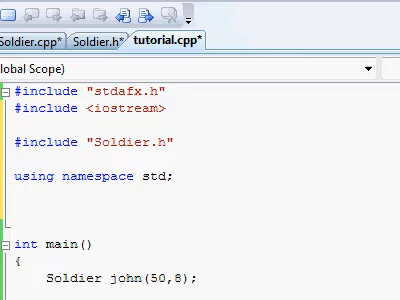 Soldier.cpp* Soldier.h* tutorial.cpp*
lobal Scope)
#include "stdafx.h"
#include <iostream>
#include "Soldier.h"
using namespace std;
int main()
{
Soldier john(50,8);